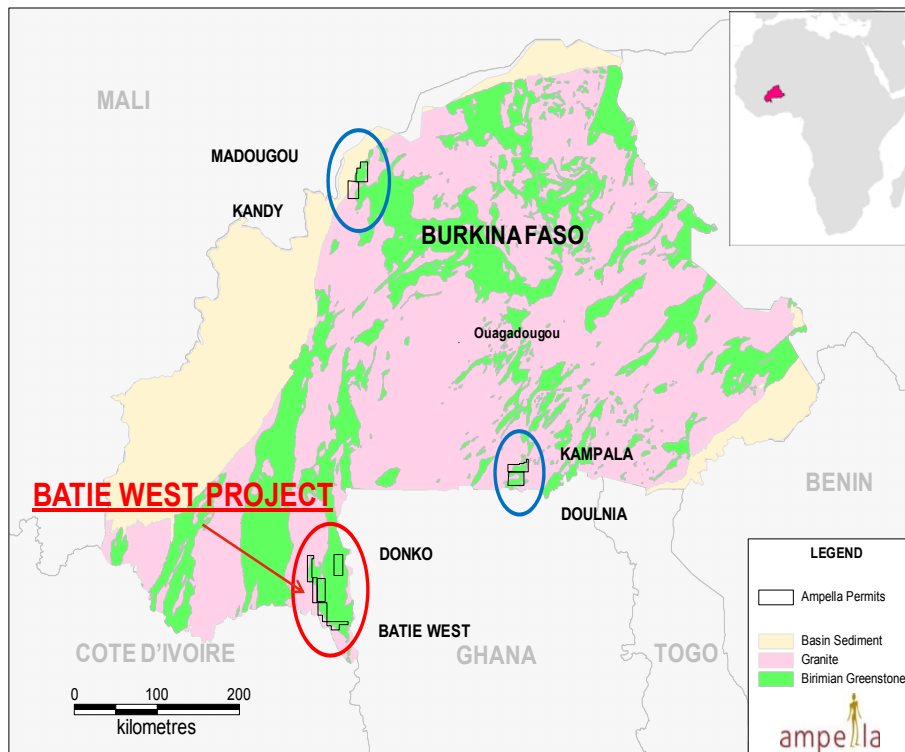 MALI
MADOUGOU
KANDY
BURKINA FASO
Ouagadougou
KAMPALA
BENIN
BATIE WEST PROJECT
DOULNIA
DONKO
BATIE WEST
COTE D'IVOIRE
GHANA
TOGO
0 100 200
kilometres
LEGEND
Ampella Permits
Basin Sediment
Granite
Birimian Greenstone
ampella